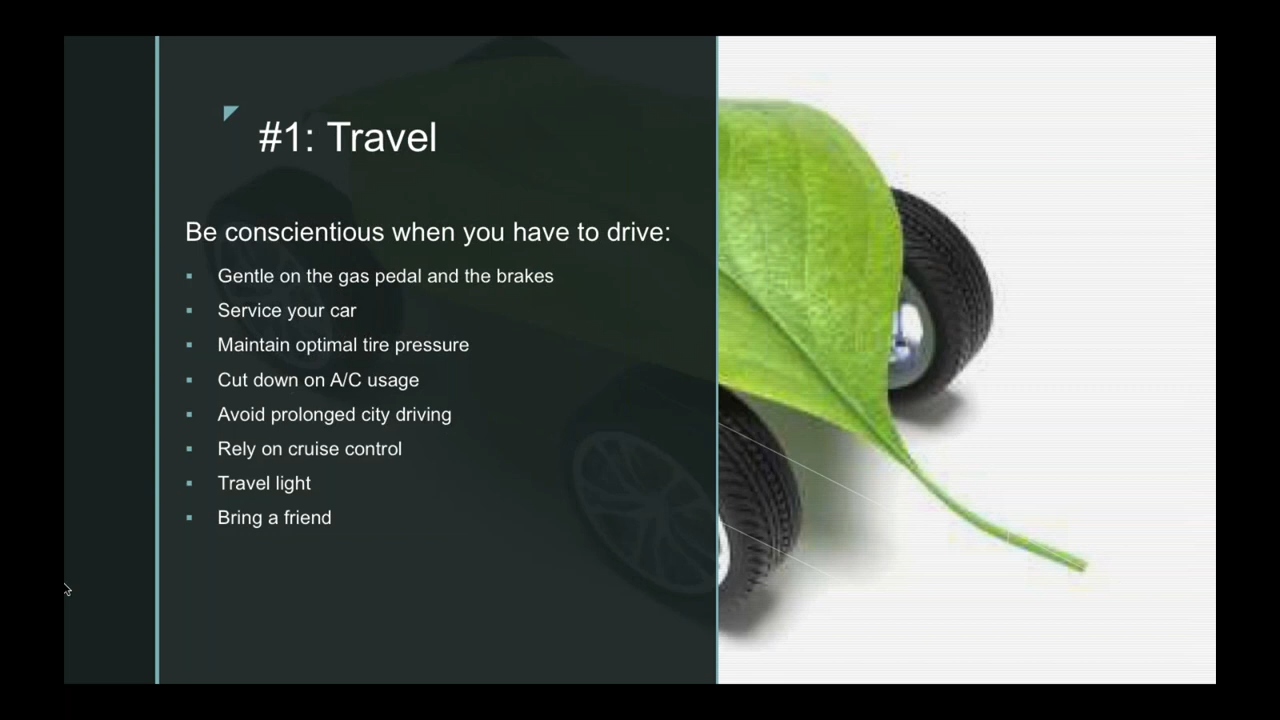 #1: Travel
Be conscientious when you have to drive:
▪ Gentle on the gas pedal and the brakes
▪ Service your car
▪ Maintain optimal tire pressure
▪ Cut down on A/C usage
▪ Avoid prolonged city driving
▪ Rely on cruise control
▪ Travel light
▪ Bring a friend